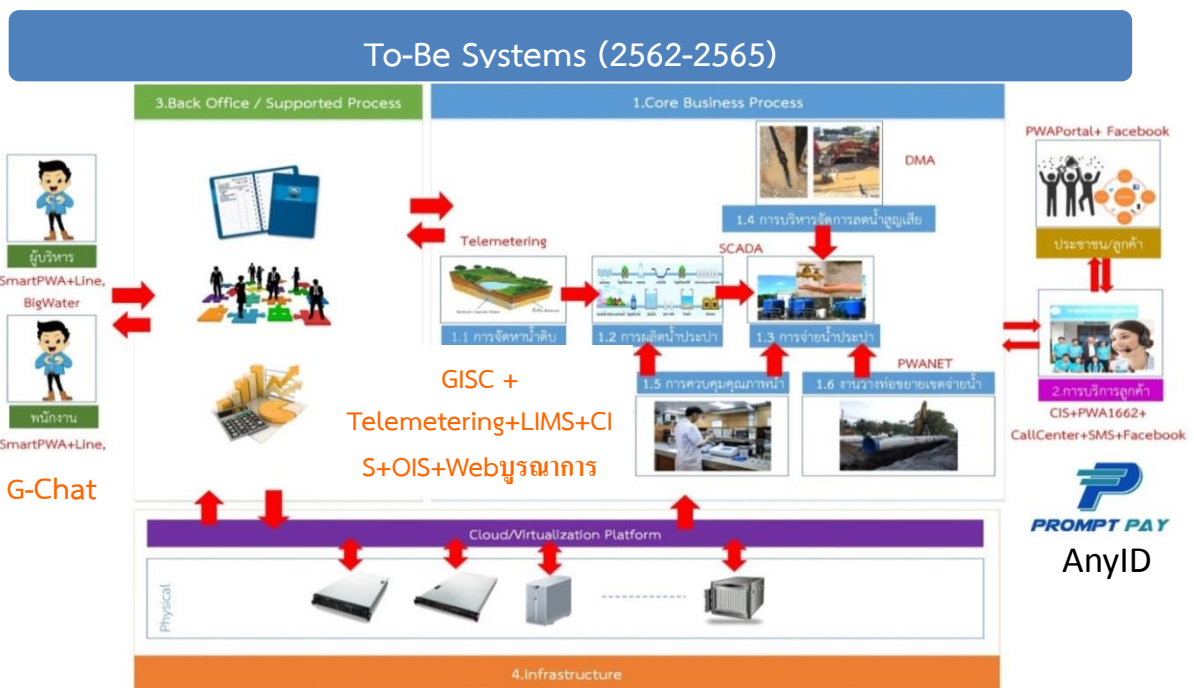 To-Be Systems (2562-2565)
3.Back Office / Supported Process
1.Core Business Process
ผู้บริหาร
SmartPWA+Line,
BigWater
พนักงาน
SmartPWA+Line,
G-Chat
DMA
1.4 การบริหารจัดการลดน้ำสูญเสีย
Telemetering
SCADA
1.1 การจัดหาน้ำดิบ
1.2 การผลิตน้ำประปา
1.3 การจ่ายน้ำประปา
PWANET
1.5 การควบคุมคุณภาพน้ำ
1.6 งานวางท่อขยายเขตจ่ายน้ำ
GISC +
Telemetering+LIMS+CI
S+OIS+Webบูรณาการ
PWAPortal+ Facebook
ประชาชน/ลูกค้า
2.การบริการลูกค้า
CIS+PWA1662+
CallCenter+SMS+Facebook
PROMPT PAY
AnyID
Cloud/Virtualization Platform
Physical
4.Infrastructure